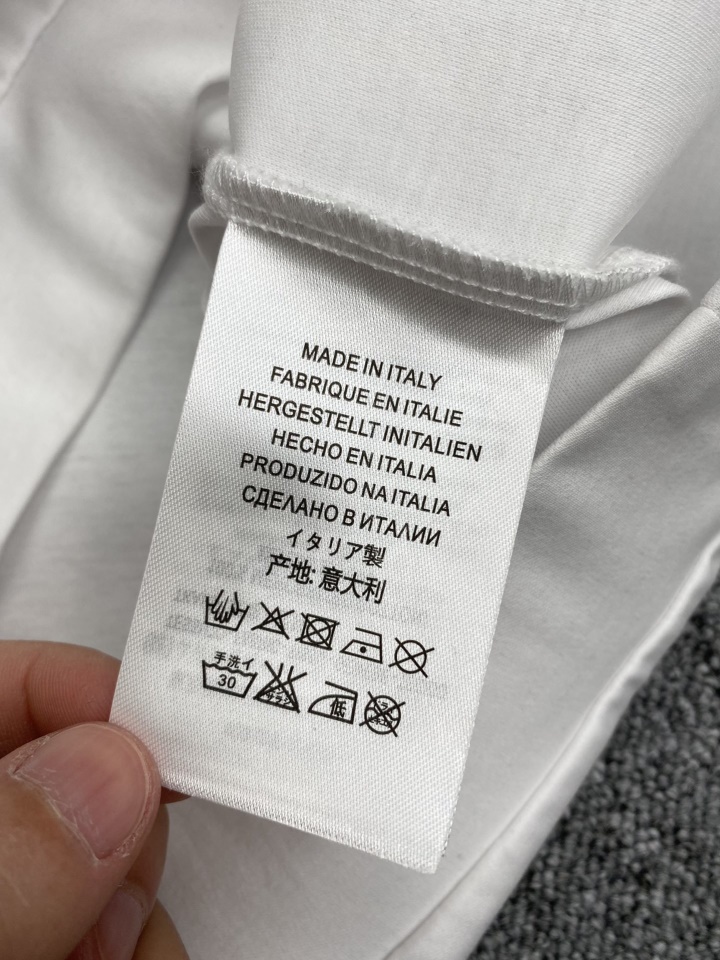 MADE IN ITALY
FABRIQUE EN ITALIE
HERGESTELLT INITALIEN
HECHO EN ITALIA
PRODUZIDO NA ITALIA
СДЕЛАНО В ИТАЛИИ
イタリア製
产地: 意大利
手洗イ
30
低